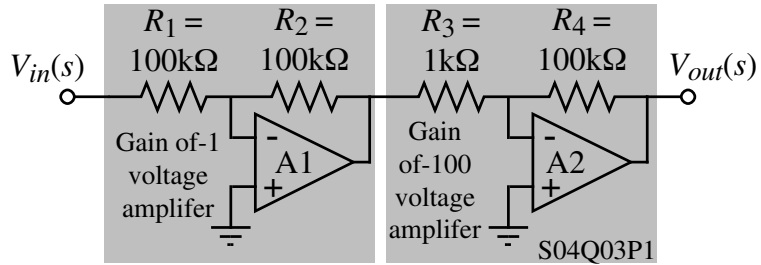 R1 = R2 = R3 = R4 =
100kΩ 100kΩ 1kΩ 100kΩ
Vin(s) Vout(s)
Gain of-1
voltage
amplifer
-
A1
+
Gain
of-100
voltage
amplifer
-
A2
+
S04Q03P1